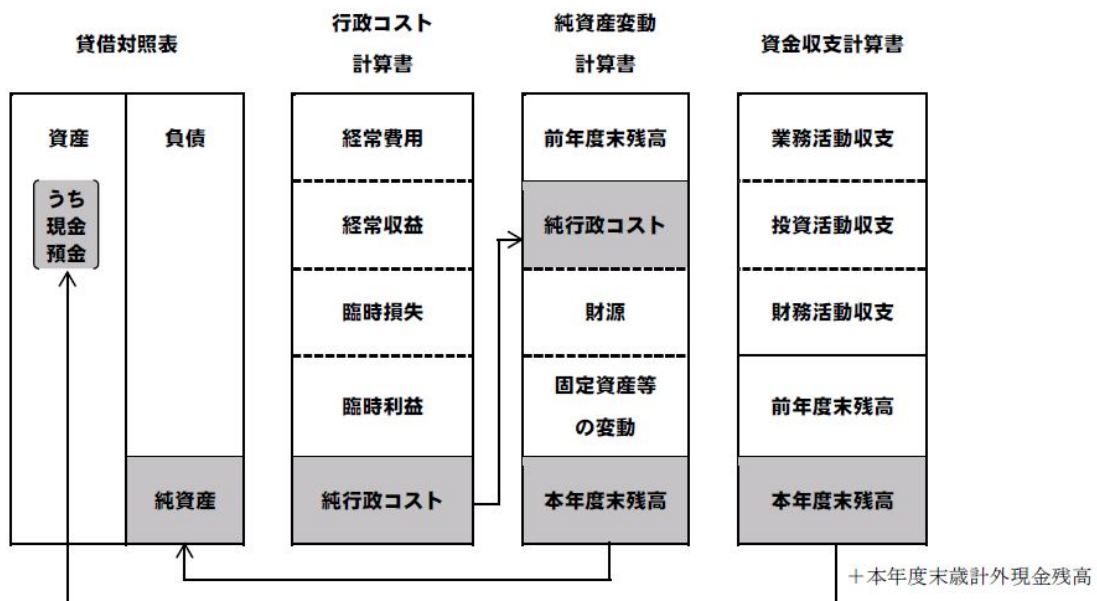 貸借対照表
行政コスト
計算書
純資産変動
計算書
資金収支計算書
資産
うち
現金
預金
負債
純資産
経常費用
経常収益
臨時損失
臨時利益
純行政コスト
前年度末残高
純行政コスト
財源
固定資産等
の変動
本年度末残高
業務活動収支
投資活動収支
財務活動収支
前年度末残高
本年度末残高
＋本年度末歳計外現金残高